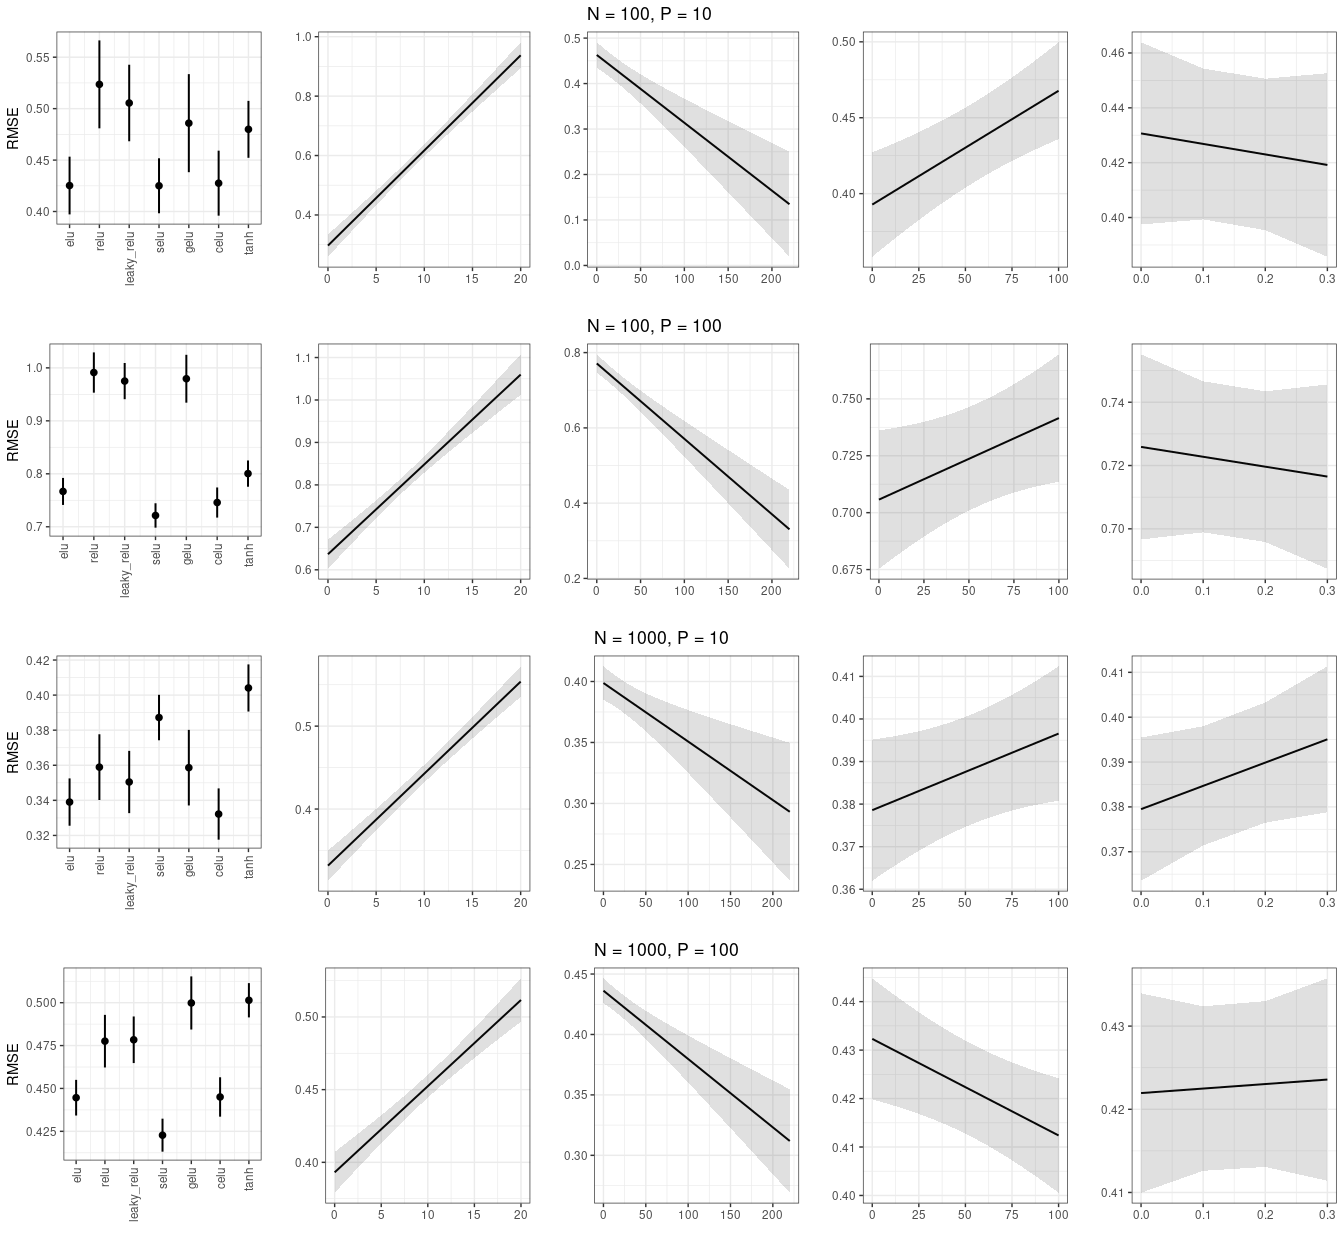 N = 100, P = 10
RMSE
0.55
0.50
0.45
0.40
elu
relu
leaky_relu
selu
gelu
celu
tanh
1.0
0.8
0.6
0.4
0 5 10 15 20
0.5
0.4
0.3
0.2
0.1
0.0
0 50 100 150 200
0.50
0.45
0.40
0 25 50 75 100
0.46
0.44
0.42
0.40
0.0 0.1 0.2 0.3
N = 100, P = 100
RMSE
1.0
0.9
0.8
0.7
elu
relu
leaky_relu
selu
gelu
celu
tanh
1.1
1.0
0.9
0.8
0.7
0.6
0 5 10 15 20
0.8
0.6
0.4
0.2
0 50 100 150 200
0.750
0.725
0.700
0.675
0 25 50 75 100
0.74
0.72
0.70
0.0 0.1 0.2 0.3
N = 1000, P = 10
RMSE
0.42
0.40
0.38
0.36
0.34
0.32
elu
relu
leaky_relu
selu
gelu
celu
tanh
0.5
0.4
0 5 10 15 20
0.40
0.35
0.30
0.25
0 50 100 150 200
0.41
0.40
0.39
0.38
0.37
0.36
0 25 50 75 100
0.41
0.40
0.39
0.38
0.37
0.0 0.1 0.2 0.3
N = 1000, P = 100
RMSE
0.500
0.475
0.450
0.425
elu
relu
leaky_relu
selu
gelu
celu
tanh
0.50
0.45
0.40
0 5 10 15 20
0.45
0.40
0.35
0.30
0 50 100 150 200
0.44
0.43
0.42
0.41
0.40
0 25 50 75 100
0.43
0.42
0.41
0.0 0.1 0.2 0.3